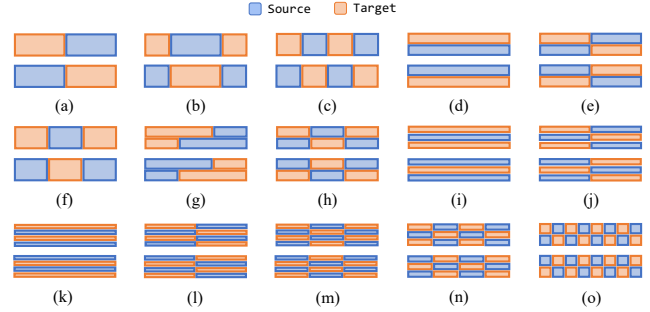 Source Target
(a) (b) (c) (d) (e)
(f) (g) (h) (i) (j)
(k) (l) (m) (n) (o)